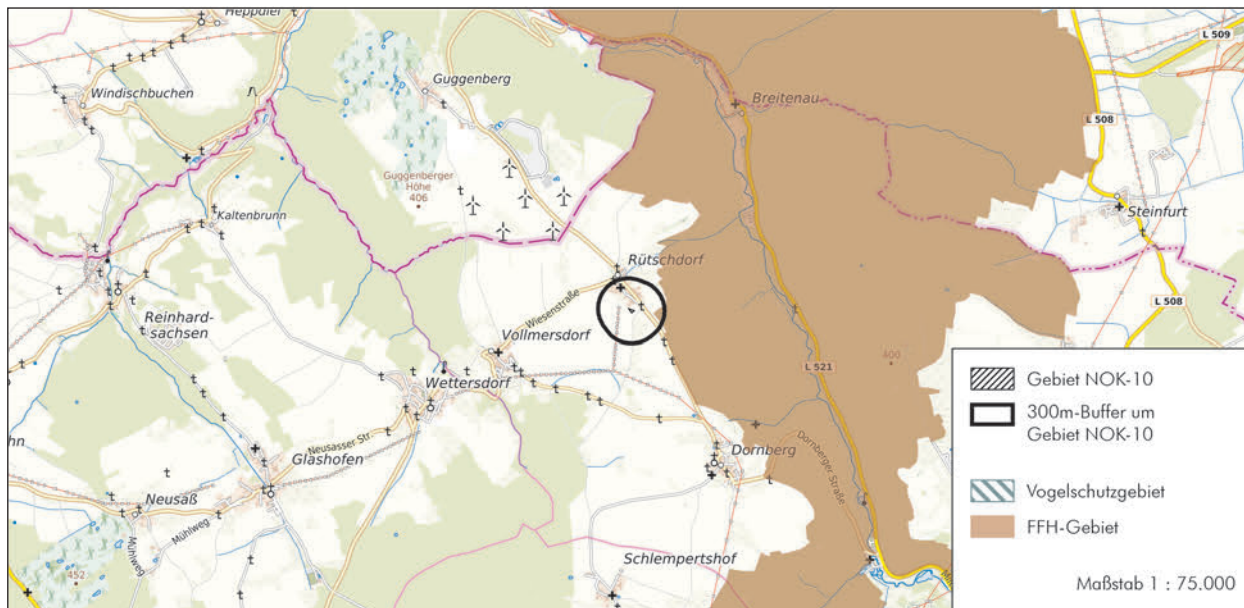 Heppdiel
L 509
Windischbuchen
Guggenberg
Breitenau
L 508
Guggenberger
Höhe
406
Kaltenbrunn
Steinfurt
Rütschdorf
L 508
Reinhard-
sachsen
Wiesenstraße
Vollmersdorf
400
L 521
Wettersdorf
Neusasser Str.
Glashofen
Dornberg
Dornberger Straße
Neusaß
Mühlweg
Mühlweg
452
Schlempertshof
Gebiet NOK-10
300m-Buffer um
Gebiet NOK-10
Vogelschutzgebiet
FFH-Gebiet
Maßstab 1 : 75.000